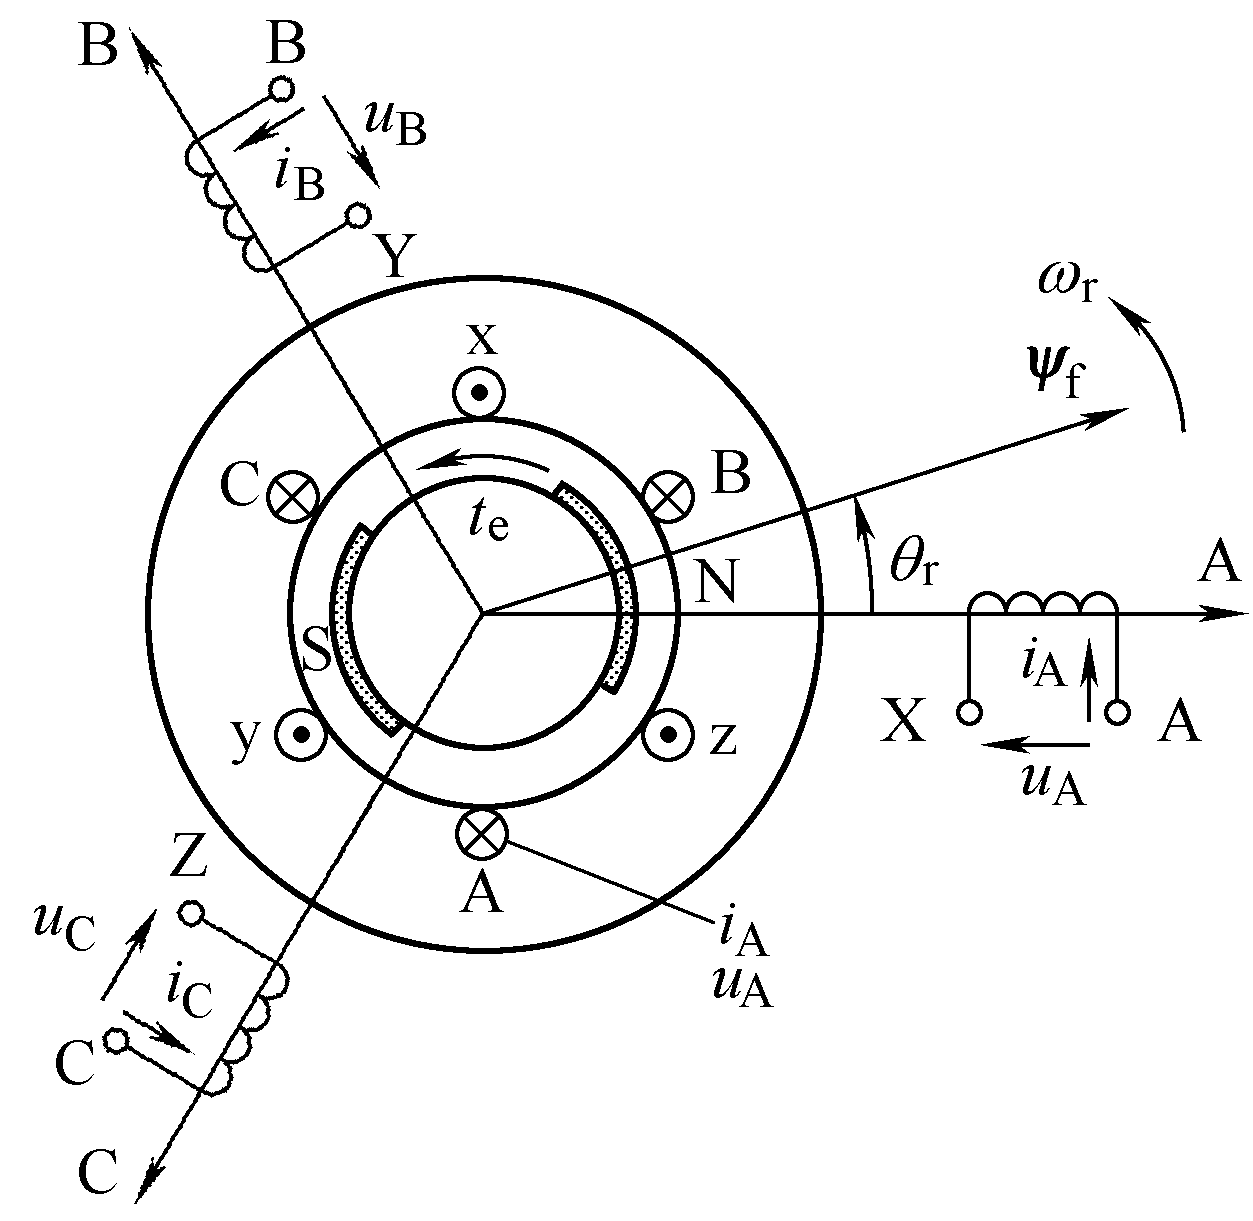 B
B
u_B
i_B
Y
ω_r
ψ_f
x
C
B
t_e
N
θ_r
A
S
i_A
X
A
y
z
u_A
Z
A
u_C
i_A
i_C
u_A
C
C